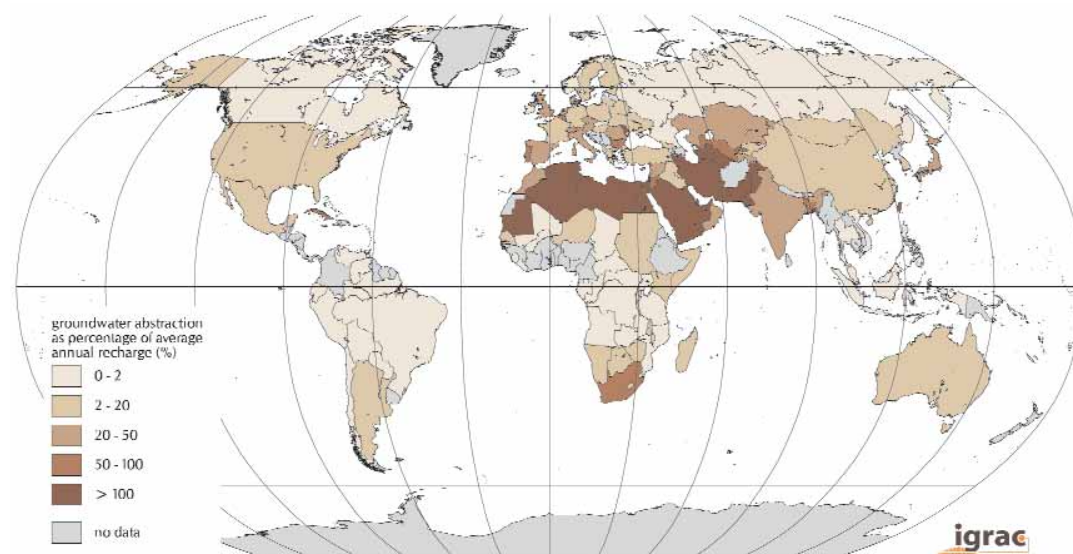 groundwater abstraction
as percentage of average
annual recharge (%)
0 - 2
2 - 20
20 - 50
50 - 100
> 100
no data
igrac